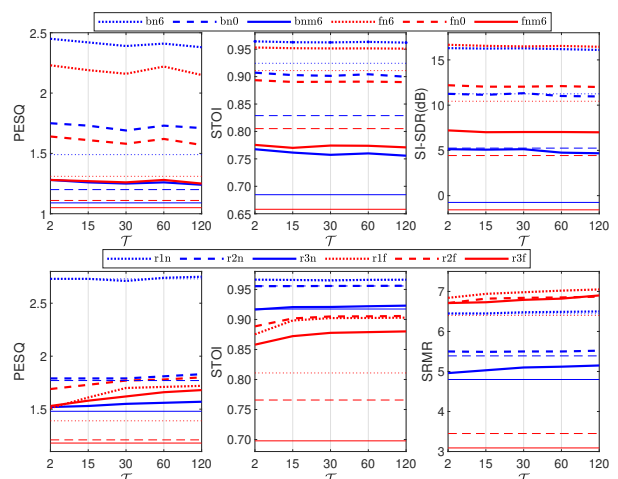 bn6 bn0 bnm6 fn6 fn0 fnm6
2.5
2
1.5
1
PESQ
2 15 30 60 120
𝒯
0.95
0.90
0.85
0.80
0.75
0.70
0.65
STOI
2 15 30 60 120
𝒯
15
10
5
0
SI-SDR(dB)
2 15 30 60 120
𝒯
r1n r2n r3n r1f r2f r3f
2.5
2
1.5
PESQ
2 15 30 60 120
𝒯
0.95
0.90
0.85
0.80
0.75
0.70
STOI
2 15 30 60 120
𝒯
7
6
5
4
3
SRMR
2 15 30 60 120
𝒯